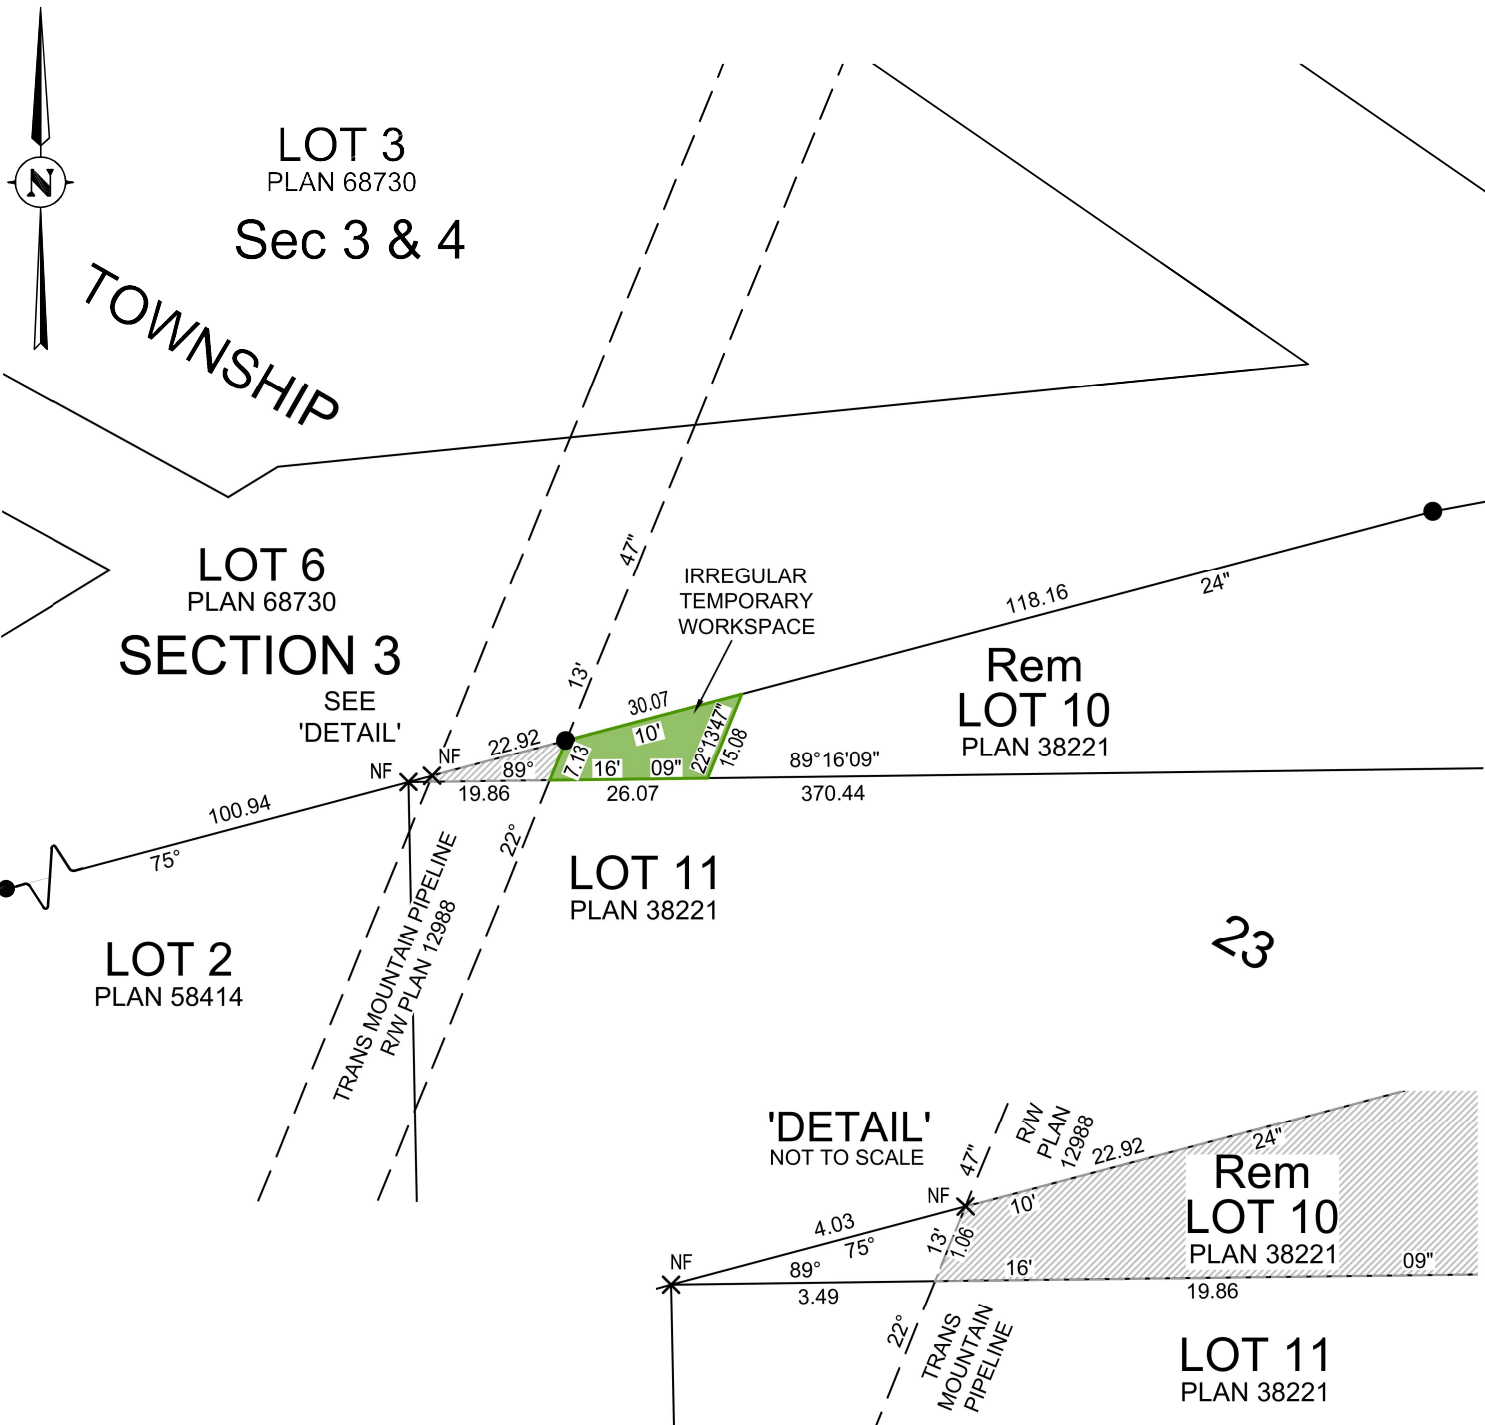 N
LOT 3
PLAN 68730
Sec 3 & 4
TOWNSHIP
LOT 6
PLAN 68730
SECTION 3
SEE
'DETAIL'
47"
13'
IRREGULAR
TEMPORARY
WORKSPACE
118.16
24"
Rem
LOT 10
PLAN 38221
30.07
10'
22°13'47"
15.08
7.13
16'
09"
26.07
89°16'09"
370.44
22.92
89°
19.86
NF
NF
100.94
75°
22°
LOT 11
PLAN 38221
TRANS MOUNTAIN PIPELINE
R/W PLAN 12988
LOT 2
PLAN 58414
23
'DETAIL'
NOT TO SCALE
47"
R/W
PLAN
12988
22.92
24"
Rem
LOT 10
PLAN 38221
NF
10'
4.03
75°
13'
1.06
NF
89°
3.49
16'
09"
19.86
22°
TRANS
MOUNTAIN
PIPELINE
LOT 11
PLAN 38221